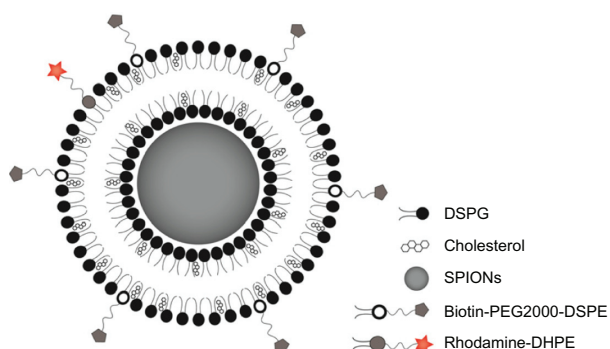 DSPG
Cholesterol
SPIONs
Biotin-PEG2000-DSPE
Rhodamine-DHPE